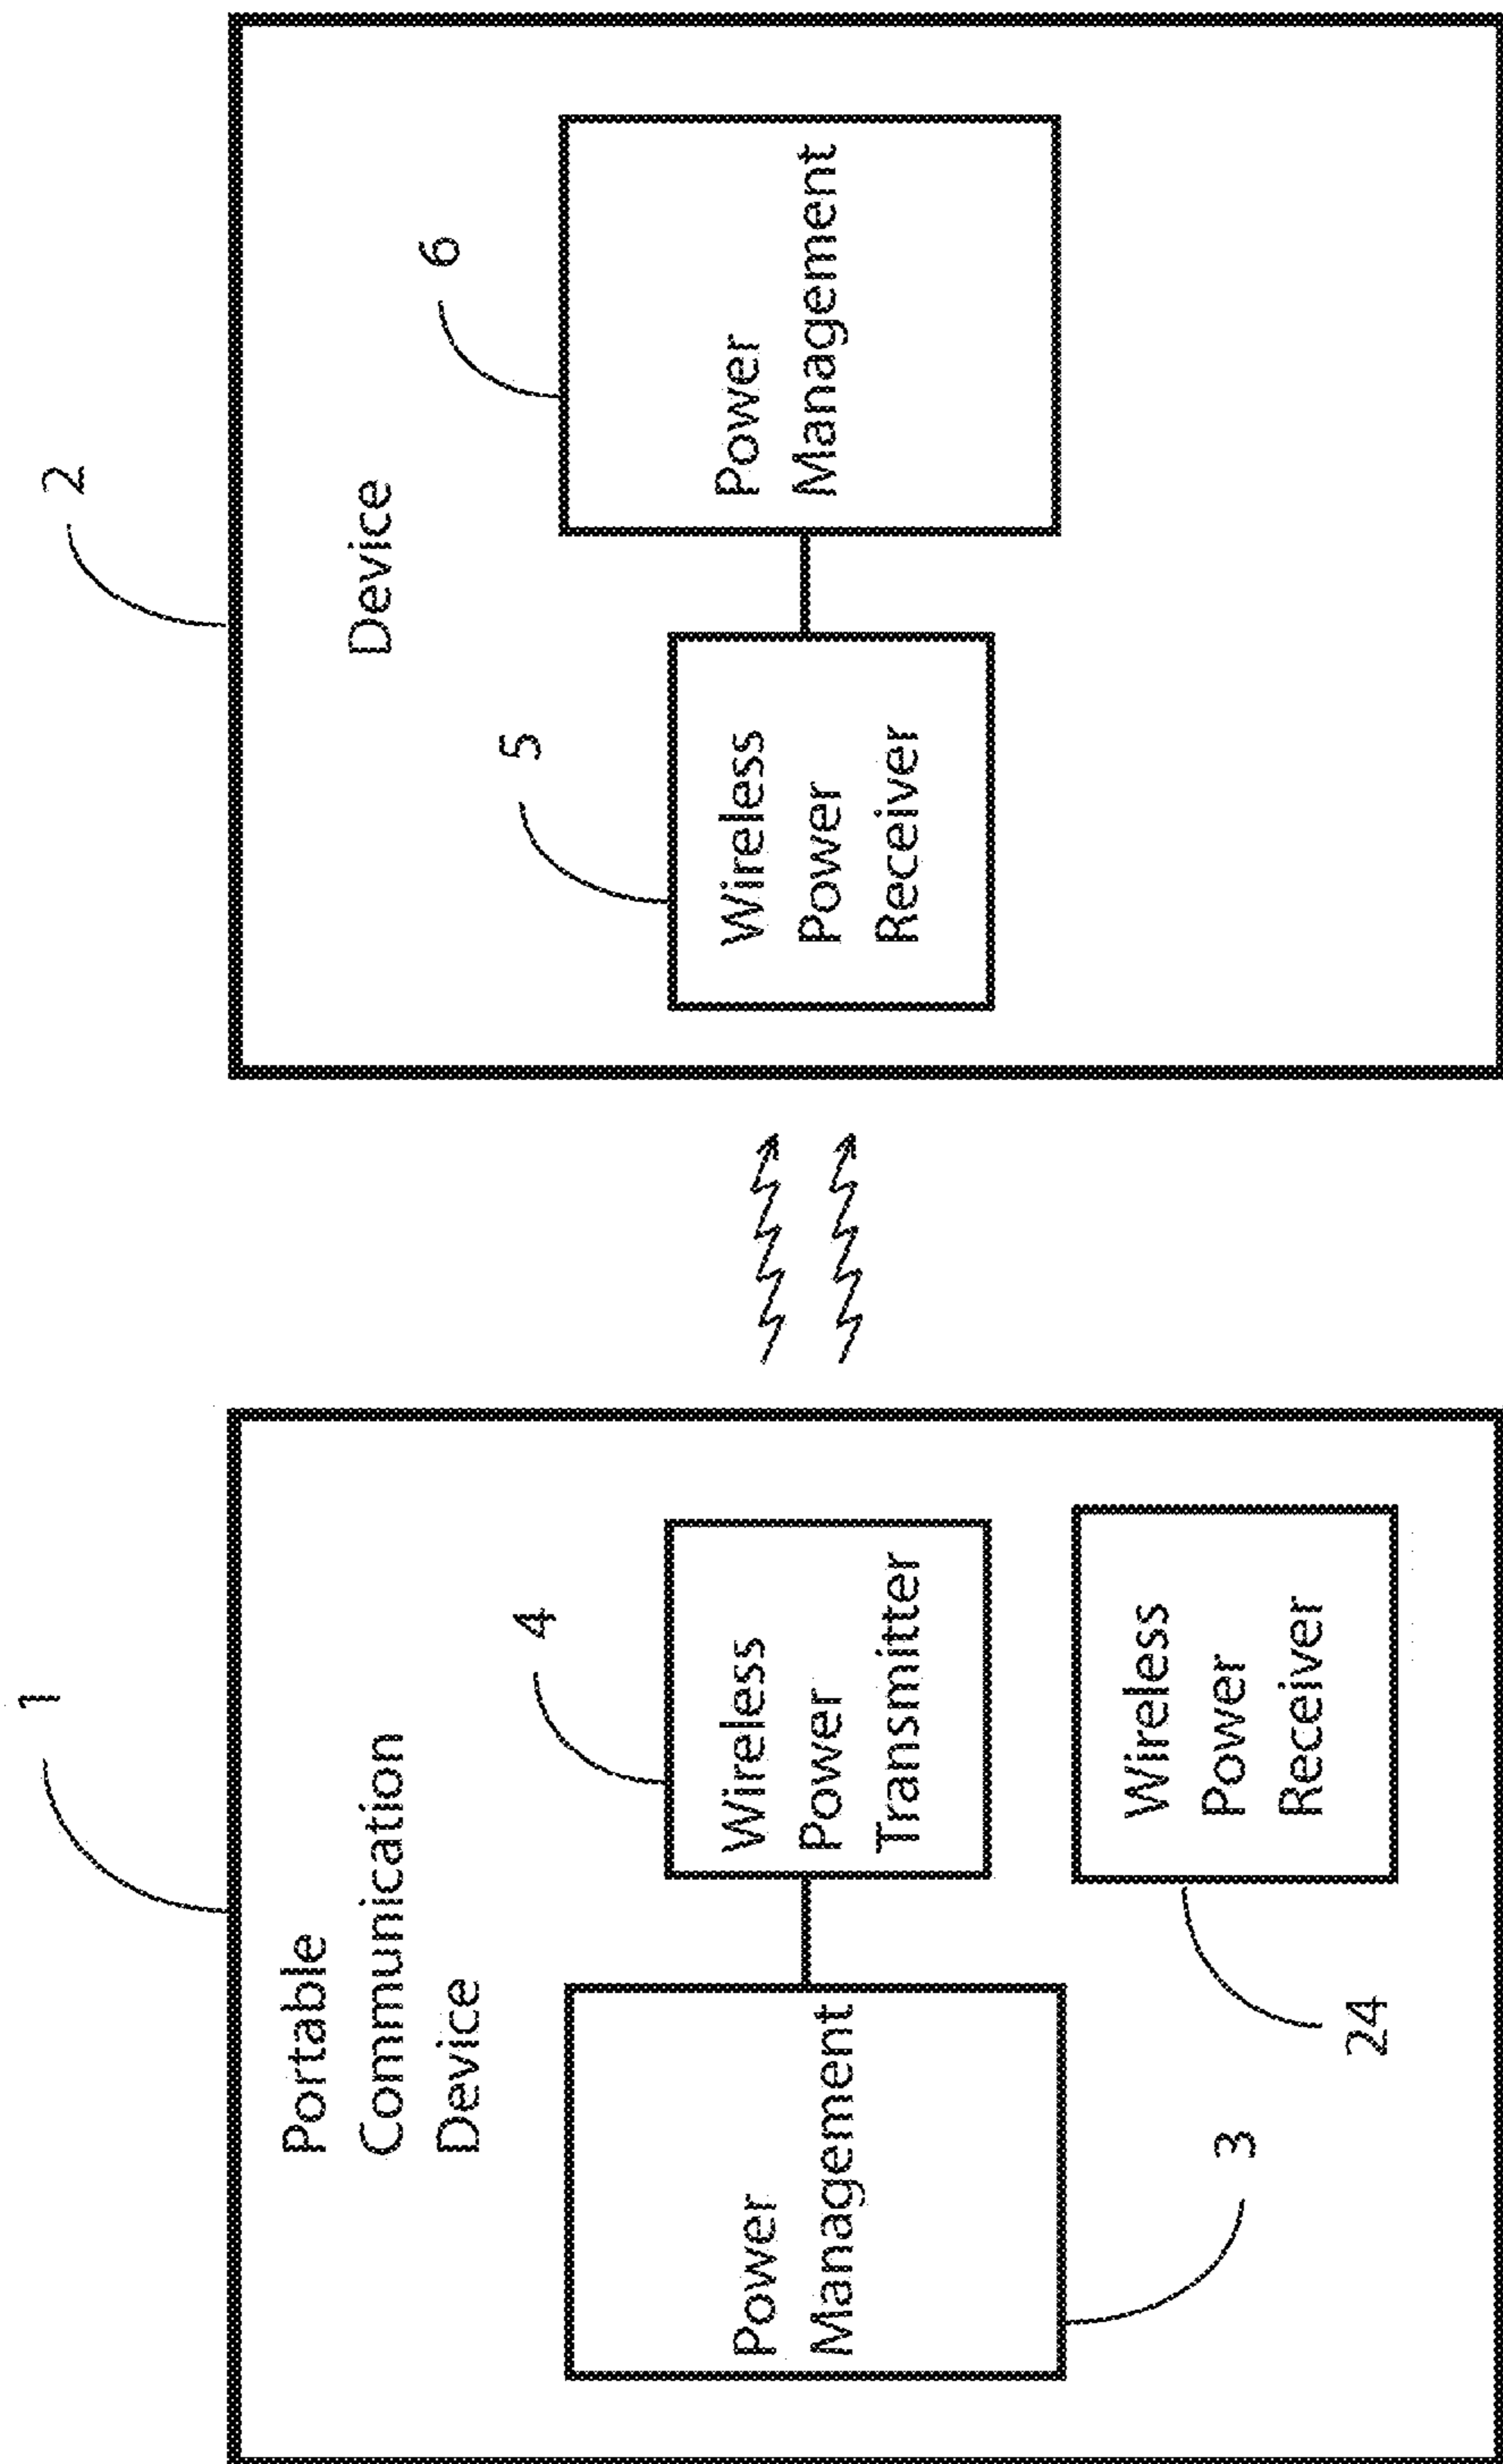 1
Portable
Communication
Device
4
Power
Management
Wireless
Power
Transmitter
3
24
Wireless
Power
Receiver
2
Device
5
6
Wireless
Power
Receiver
Power
Management